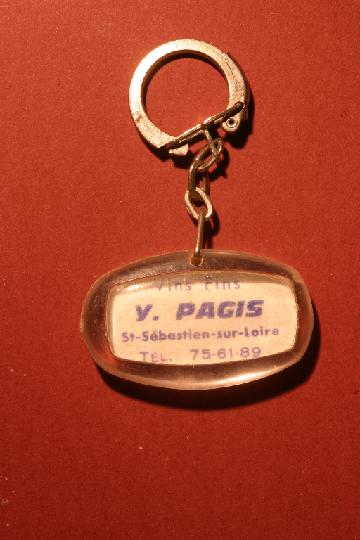 Vins Fins
Y. PAGIS
St-Sébastien-sur-Loire
TEL. 75-61-89